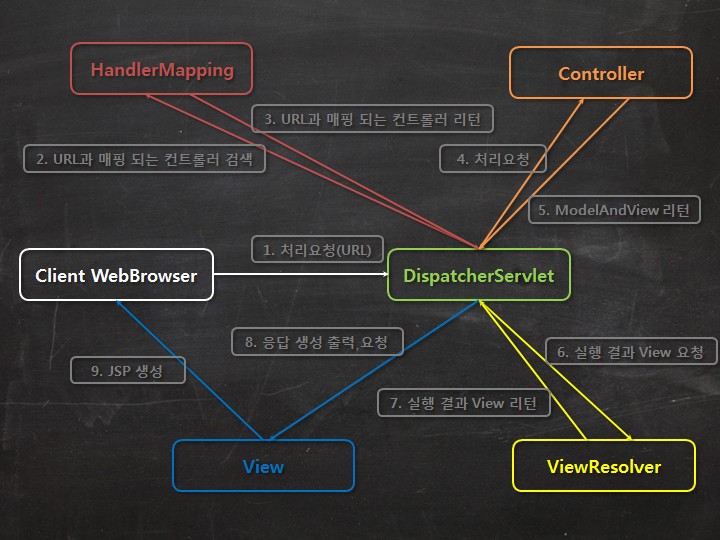 HandlerMapping
Controller
3. URL과 매핑 되는 컨트롤러 리턴
2. URL과 매핑 되는 컨트롤러 검색
4. 처리요청
5. ModelAndView 리턴
1. 처리요청(URL)
Client WebBrowser
DispatcherServlet
8. 응답 생성 출력,요청
6. 실행 결과 View 요청
9. JSP 생성
7. 실행 결과 View 리턴
View
ViewResolver